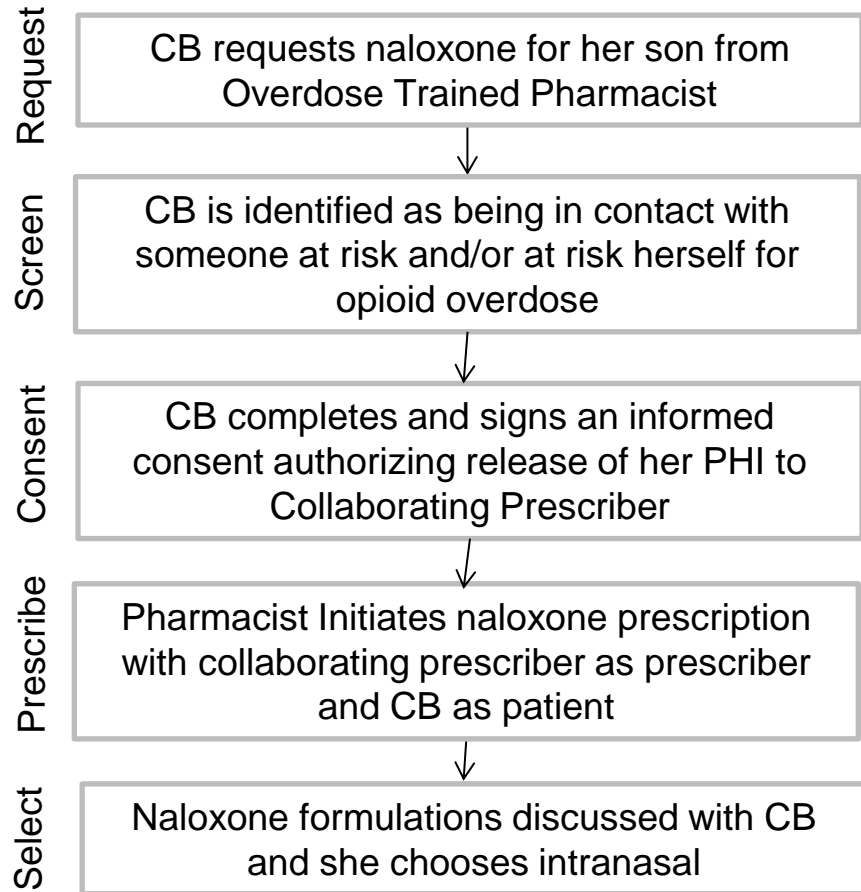 Request
CB requests naloxone for her son from
Overdose Trained Pharmacist
Screen
CB is identified as being in contact with
someone at risk and/or at risk herself for
opioid overdose
Consent
CB completes and signs an informed
consent authorizing release of her PHI to
Collaborating Prescriber
Prescribe
Pharmacist Initiates naloxone prescription
with collaborating prescriber as prescriber
and CB as patient
Select
Naloxone formulations discussed with CB
and she chooses intranasal